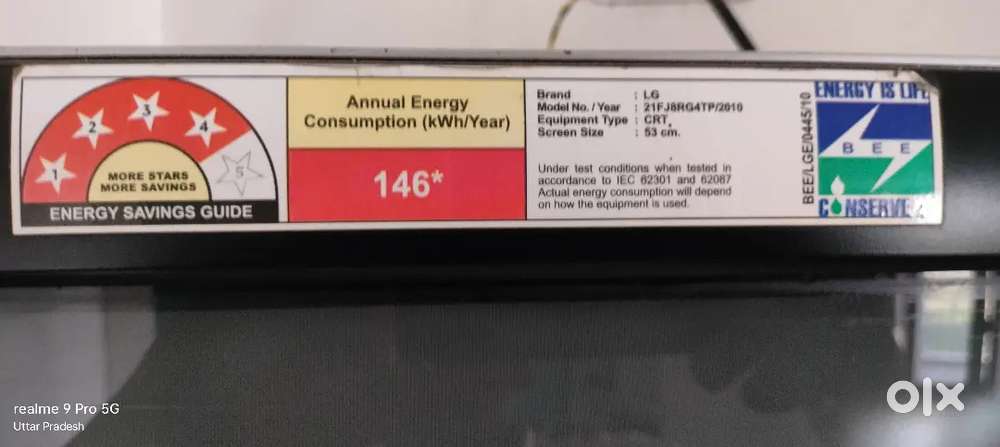 1
2
3
4
5
MORE STARS
MORE SAVINGS
ENERGY SAVINGS GUIDE
Annual Energy
Consumption (kWh/Year)
146*
Brand : LG
Model No. / Year : 21FJ8RG4TP/2010
Equipment Type : CRT
Screen Size : 53 cm.
Under test conditions when tested in
accordance to IEC 62301 and 62087
Actual energy consumption will depend
on how the equipment is used.
BEE/LGE/0445/10
ENERGY IS LIFE
BEE
CONSERVE
realme 9 Pro 5G
Uttar Pradesh
OLX